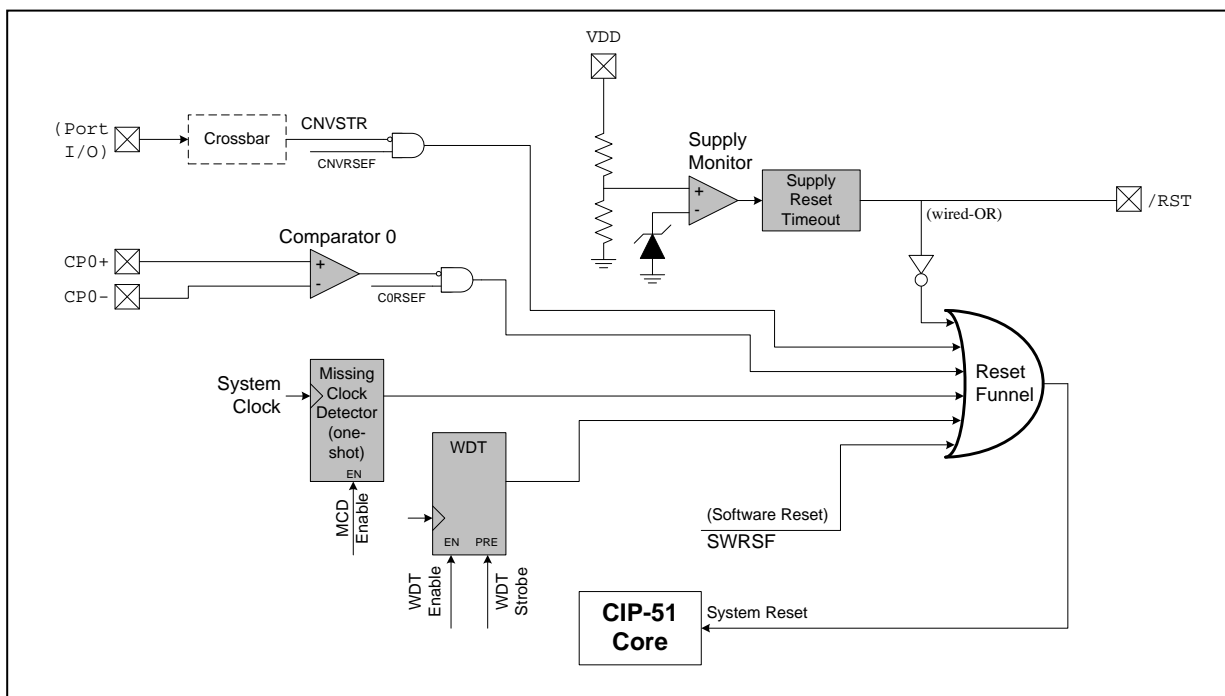 VDD
(Port
I/O)
Crossbar
CNVSTR
CNVRSEF
Supply
Monitor
+
-
Supply
Reset
Timeout
(wired-OR)
/RST
Comparator 0
CP0+
CP0-
+
-
C0RSEF
System
Clock
Missing
Clock
Detector
(one-
shot)
EN
MCD
Enable
WDT
EN PRE
WDT
Enable
WDT
Strobe
Reset
Funnel
(Software Reset)
SWRSF
CIP-51
Core
System Reset